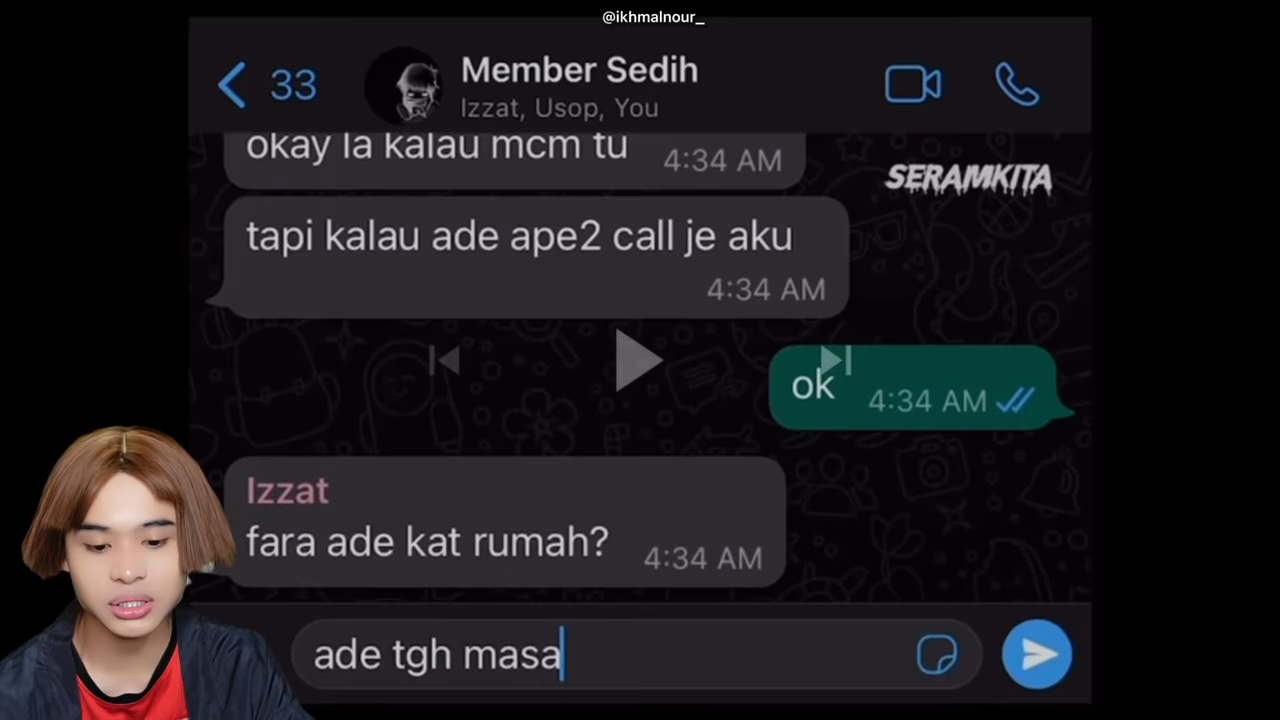 @ikhmalnour_
33
Member Sedih
Izzat, Usop, You
okay la kalau mcm tu 4:34 AM
SERAMKITA
tapi kalau ade ape2 call je aku
4:34 AM
ok 4:34 AM
Izzat
fara ade kat rumah? 4:34 AM
ade tgh masa